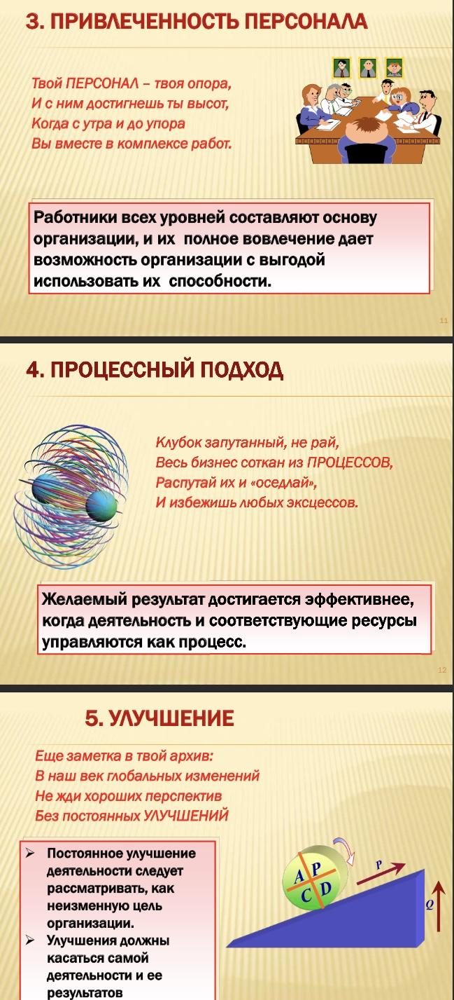 3. ПРИВЛЕЧЕННОСТЬ ПЕРСОНАЛА
Твой ПЕРСОНАЛ – твоя опора,
И с ним достигнешь ты высот,
Когда с утра и до упора
Вы вместе в комплексе работ.
Работники всех уровней составляют основу
организации, и их полное вовлечение дает
возможность организации с выгодой
использовать их способности.
11
4. ПРОЦЕССНЫЙ ПОДХОД
Клубок запутанный, не рай,
Весь бизнес соткан из ПРОЦЕССОВ,
Распутай их и «оседлай»,
И избежишь любых эксцессов.
Желаемый результат достигается эффективнее,
когда деятельность и соответствующие ресурсы
управляются как процесс.
12
5. УЛУЧШЕНИЕ
Еще заметка в твой архив:
В наш век глобальных изменений
Не жди хороших перспектив
Без постоянных УЛУЧШЕНИЙ
Постоянное улучшение
деятельности следует
рассматривать, как
неизменную цель
организации.
Улучшения должны
касаться самой
деятельности и ее
результатов
A P
C D
P
Q